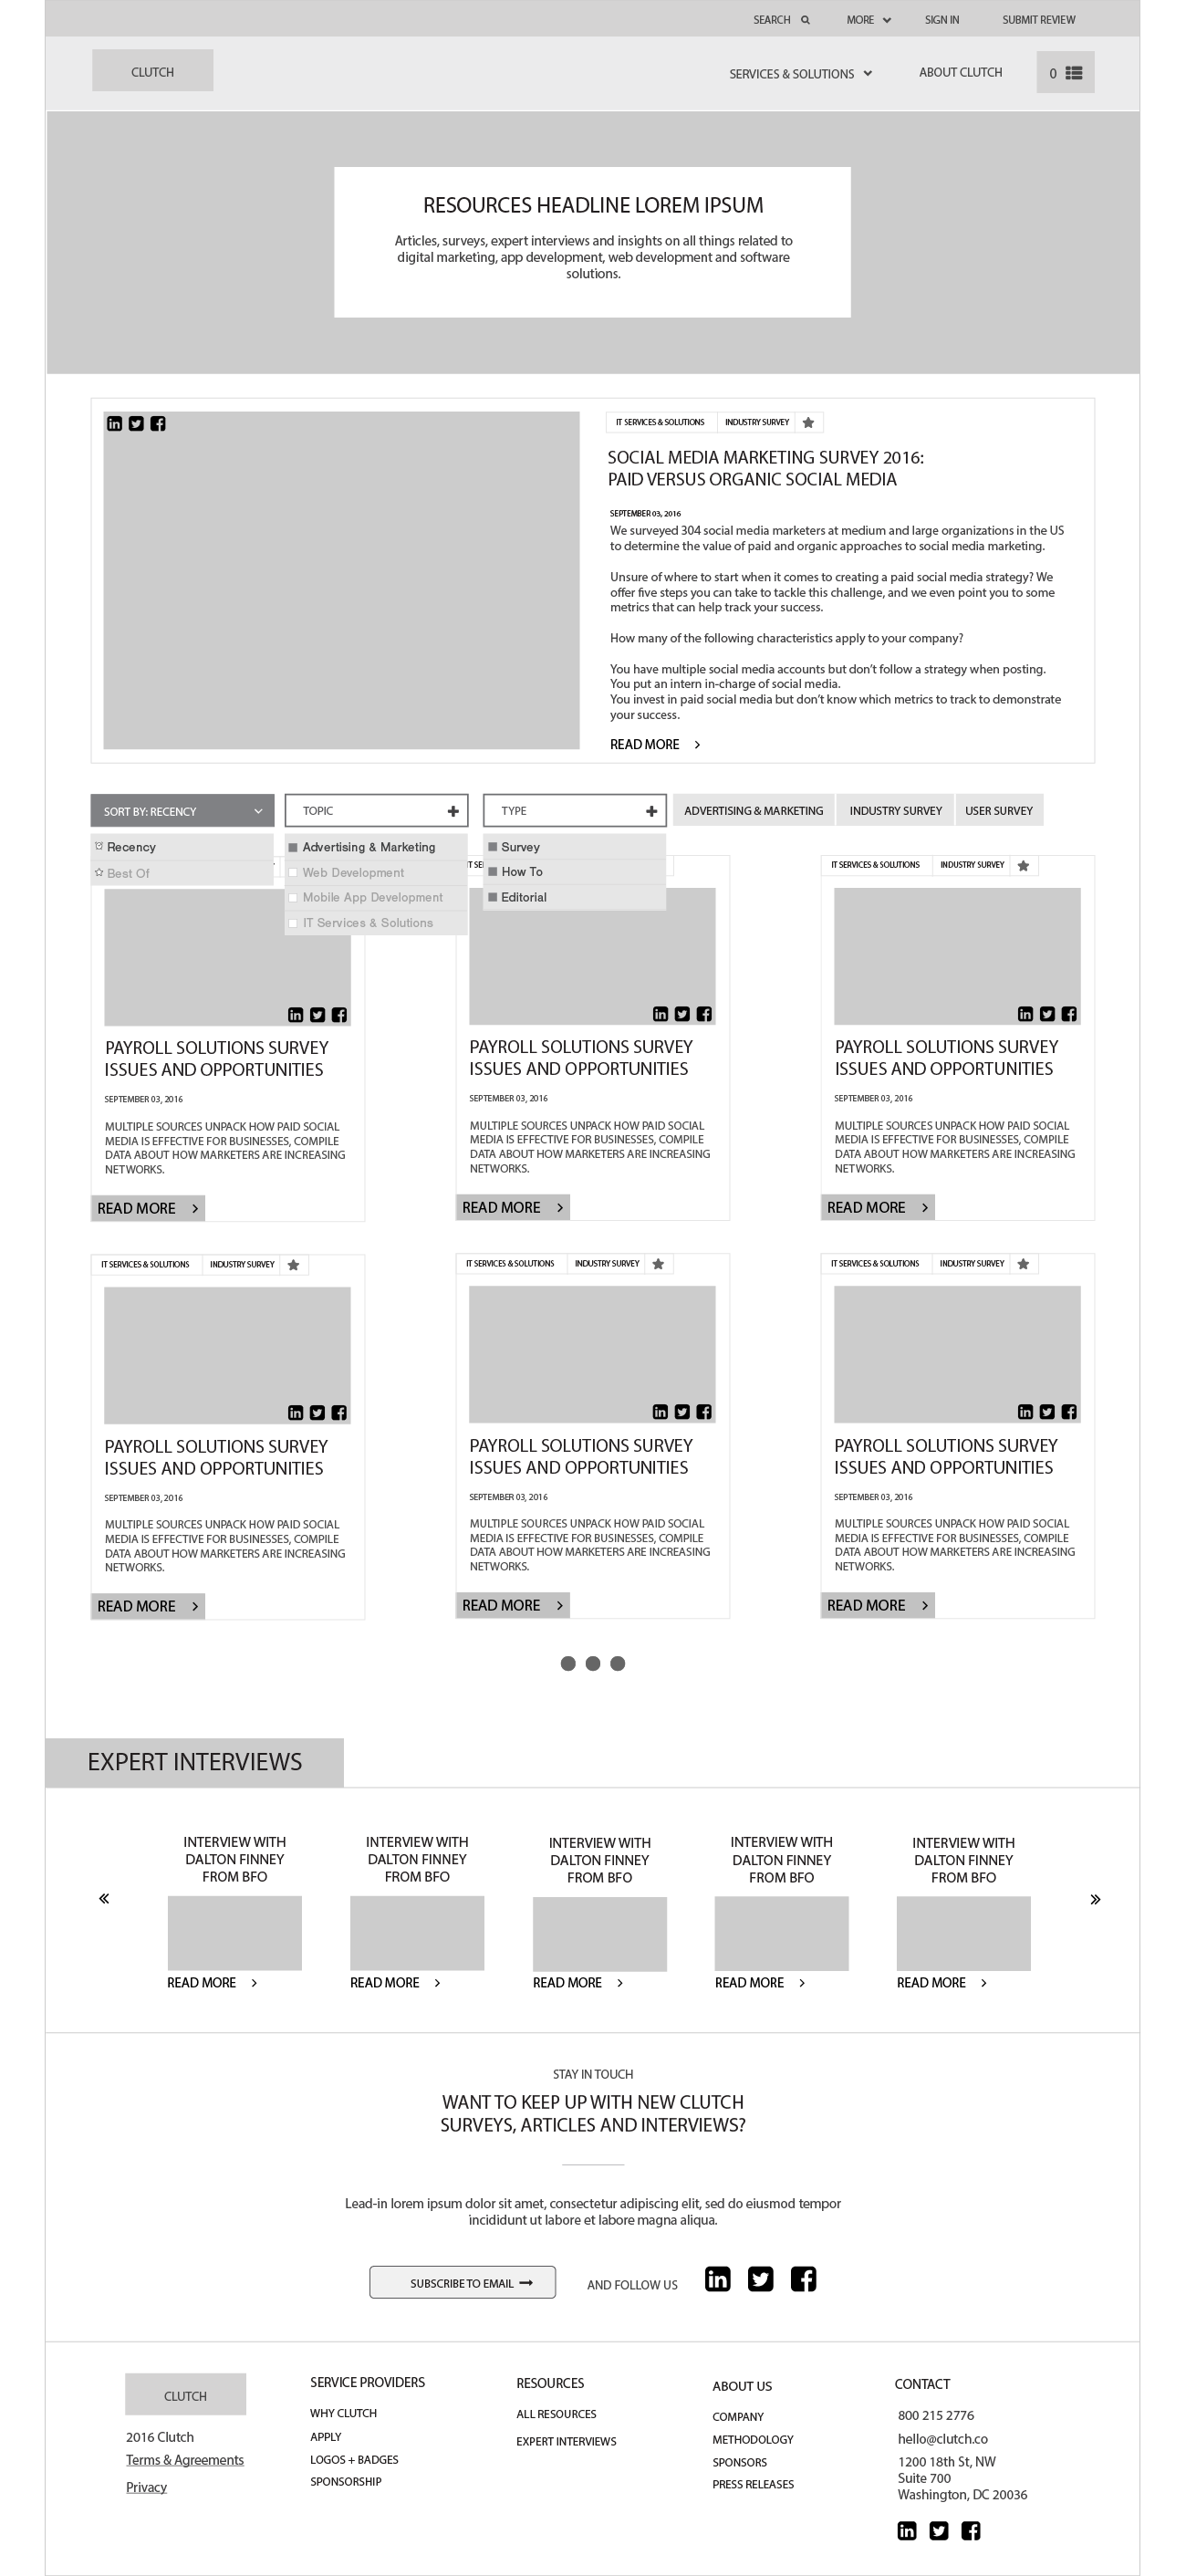 SEARCH
MORE
SIGN IN
SUBMIT REVIEW
CLUTCH
SERVICES & SOLUTIONS
ABOUT CLUTCH
0
RESOURCES HEADLINE LOREM IPSUM
Articles, surveys, expert interviews and insights on all things related to
digital marketing, app development, web development and software
solutions.
IT SERVICES & SOLUTIONS
INDUSTRY SURVEY
SOCIAL MEDIA MARKETING SURVEY 2016:
PAID VERSUS ORGANIC SOCIAL MEDIA
SEPTEMBER 03, 2016
We surveyed 304 social media marketers at medium and large organizations in the US
to determine the value of paid and organic approaches to social media marketing.
Unsure of where to start when it comes to creating a paid social media strategy? We
offer five steps you can take to tackle this challenge, and we even point you to some
metrics that can help track your success.
How many of the following characteristics apply to your company?
You have multiple social media accounts but don't follow a strategy when posting.
You put an intern in-charge of social media.
You invest in paid social media but don't know which metrics to track to demonstrate
your success.
READ MORE
SORT BY: RECENCY
TOPIC
TYPE
ADVERTISING & MARKETING
INDUSTRY SURVEY
USER SURVEY
Recency
Best Of
Advertising & Marketing
Web Development
Mobile App Development
IT Services & Solutions
Survey
How To
Editorial
IT SERVICES & SOLUTIONS
INDUSTRY SURVEY
PAYROLL SOLUTIONS SURVEY
ISSUES AND OPPORTUNITIES
SEPTEMBER 03, 2016
MULTIPLE SOURCES UNPACK HOW PAID SOCIAL
MEDIA IS EFFECTIVE FOR BUSINESSES, COMPILE
DATA ABOUT HOW MARKETERS ARE INCREASING
NETWORKS.
READ MORE
PAYROLL SOLUTIONS SURVEY
ISSUES AND OPPORTUNITIES
SEPTEMBER 03, 2016
MULTIPLE SOURCES UNPACK HOW PAID SOCIAL
MEDIA IS EFFECTIVE FOR BUSINESSES, COMPILE
DATA ABOUT HOW MARKETERS ARE INCREASING
NETWORKS.
READ MORE
PAYROLL SOLUTIONS SURVEY
ISSUES AND OPPORTUNITIES
SEPTEMBER 03, 2016
MULTIPLE SOURCES UNPACK HOW PAID SOCIAL
MEDIA IS EFFECTIVE FOR BUSINESSES, COMPILE
DATA ABOUT HOW MARKETERS ARE INCREASING
NETWORKS.
READ MORE
IT SERVICES & SOLUTIONS
INDUSTRY SURVEY
PAYROLL SOLUTIONS SURVEY
ISSUES AND OPPORTUNITIES
SEPTEMBER 03, 2016
MULTIPLE SOURCES UNPACK HOW PAID SOCIAL
MEDIA IS EFFECTIVE FOR BUSINESSES, COMPILE
DATA ABOUT HOW MARKETERS ARE INCREASING
NETWORKS.
READ MORE
IT SERVICES & SOLUTIONS
INDUSTRY SURVEY
PAYROLL SOLUTIONS SURVEY
ISSUES AND OPPORTUNITIES
SEPTEMBER 03, 2016
MULTIPLE SOURCES UNPACK HOW PAID SOCIAL
MEDIA IS EFFECTIVE FOR BUSINESSES, COMPILE
DATA ABOUT HOW MARKETERS ARE INCREASING
NETWORKS.
READ MORE
IT SERVICES & SOLUTIONS
INDUSTRY SURVEY
PAYROLL SOLUTIONS SURVEY
ISSUES AND OPPORTUNITIES
SEPTEMBER 03, 2016
MULTIPLE SOURCES UNPACK HOW PAID SOCIAL
MEDIA IS EFFECTIVE FOR BUSINESSES, COMPILE
DATA ABOUT HOW MARKETERS ARE INCREASING
NETWORKS.
READ MORE
EXPERT INTERVIEWS
INTERVIEW WITH
DALTON FINNEY
FROM BFO
READ MORE
INTERVIEW WITH
DALTON FINNEY
FROM BFO
READ MORE
INTERVIEW WITH
DALTON FINNEY
FROM BFO
READ MORE
INTERVIEW WITH
DALTON FINNEY
FROM BFO
READ MORE
INTERVIEW WITH
DALTON FINNEY
FROM BFO
READ MORE
STAY IN TOUCH
WANT TO KEEP UP WITH NEW CLUTCH
SURVEYS, ARTICLES AND INTERVIEWS?
Lead-in lorem ipsum dolor sit amet, consectetur adipiscing elit, sed do eiusmod tempor
incididunt ut labore et labore magna aliqua.
SUBSCRIBE TO EMAIL
AND FOLLOW US
CLUTCH
2016 Clutch
Terms & Agreements
Privacy
SERVICE PROVIDERS
WHY CLUTCH
APPLY
LOGOS + BADGES
SPONSORSHIP
RESOURCES
ALL RESOURCES
EXPERT INTERVIEWS
ABOUT US
COMPANY
METHODOLOGY
SPONSORS
PRESS RELEASES
CONTACT
800 215 2776
hello@clutch.co
1200 18th St, NW
Suite 700
Washington, DC 20036